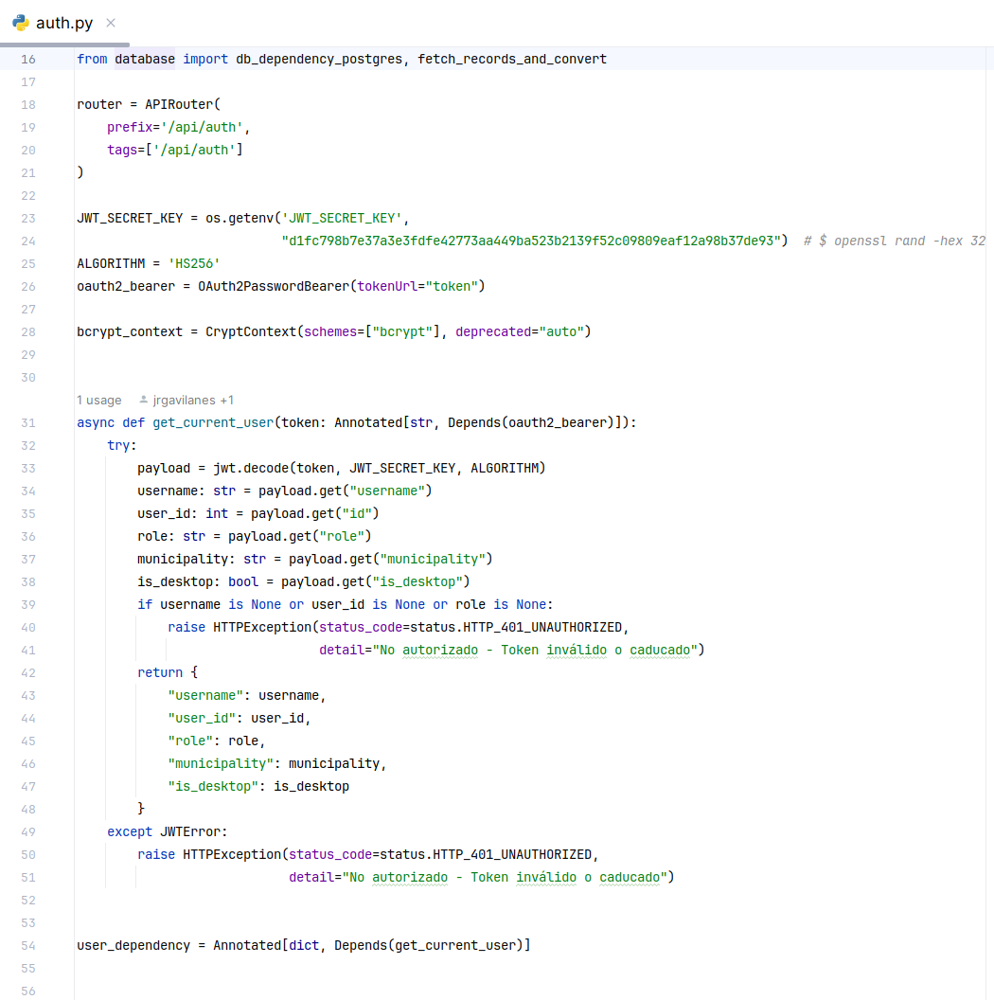 auth.py
16 from database import db_dependency_postgres, fetch_records_and_convert
17
18 router = APIRouter(
19     prefix='/api/auth',
20     tags=['/api/auth']
21 )
22
23 JWT_SECRET_KEY = os.getenv('JWT_SECRET_KEY',
24                            "d1fc798b7e37a3e3fdfe42773aa449ba523b2139f52c09809eaf12a98b37de93")  # $ openssl rand -hex 32
25 ALGORITHM = 'HS256'
26 oauth2_bearer = OAuth2PasswordBearer(tokenUrl="token")
27
28 bcrypt_context = CryptContext(schemes=["bcrypt"], deprecated="auto")
29
30
1 usage jrgavilanes +1
31 async def get_current_user(token: Annotated[str, Depends(oauth2_bearer)]):
32     try:
33         payload = jwt.decode(token, JWT_SECRET_KEY, ALGORITHM)
34         username: str = payload.get("username")
35         user_id: int = payload.get("id")
36         role: str = payload.get("role")
37         municipality: str = payload.get("municipality")
38         is_desktop: bool = payload.get("is_desktop")
39         if username is None or user_id is None or role is None:
40             raise HTTPException(status_code=status.HTTP_401_UNAUTHORIZED,
41                                 detail="No autorizado - Token inválido o caducado")
42         return {
43             "username": username,
44             "user_id": user_id,
45             "role": role,
46             "municipality": municipality,
47             "is_desktop": is_desktop
48         }
49     except JWTError:
50         raise HTTPException(status_code=status.HTTP_401_UNAUTHORIZED,
51                             detail="No autorizado - Token inválido o caducado")
52
53
54 user_dependency = Annotated[dict, Depends(get_current_user)]
55
56